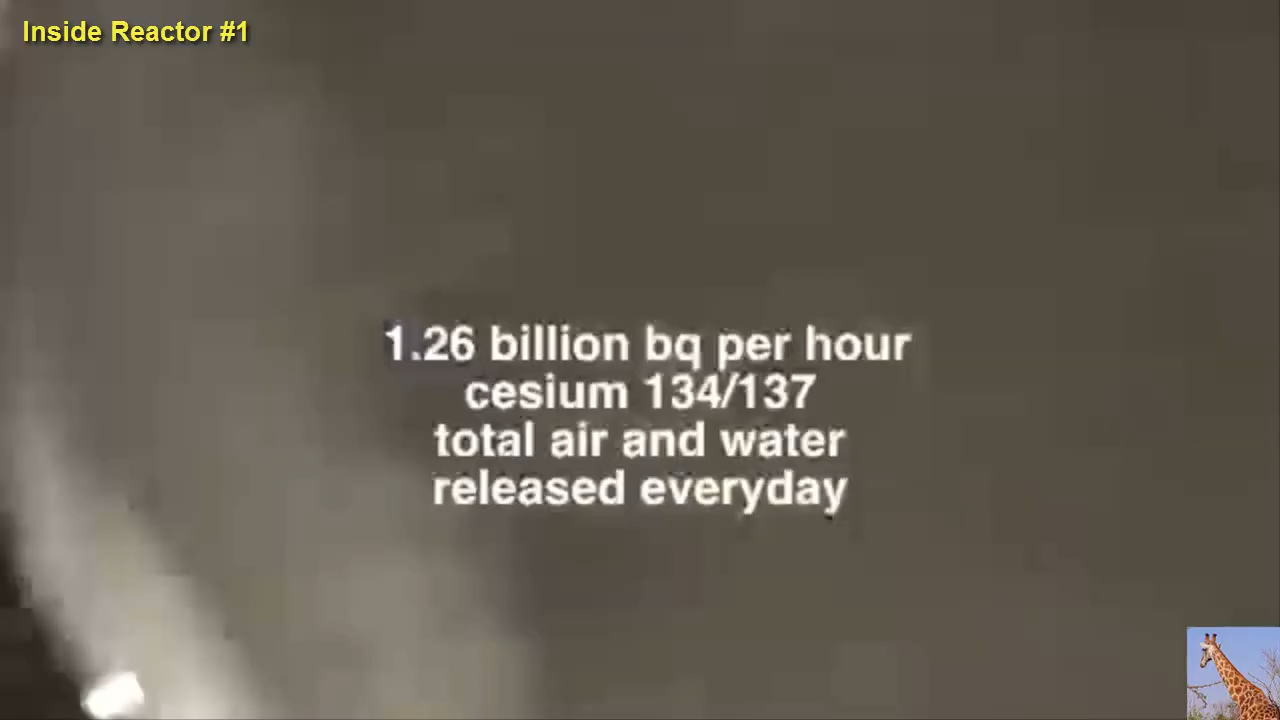 Inside Reactor #1
1.26 billion bq per hour
cesium 134/137
total air and water
released everyday